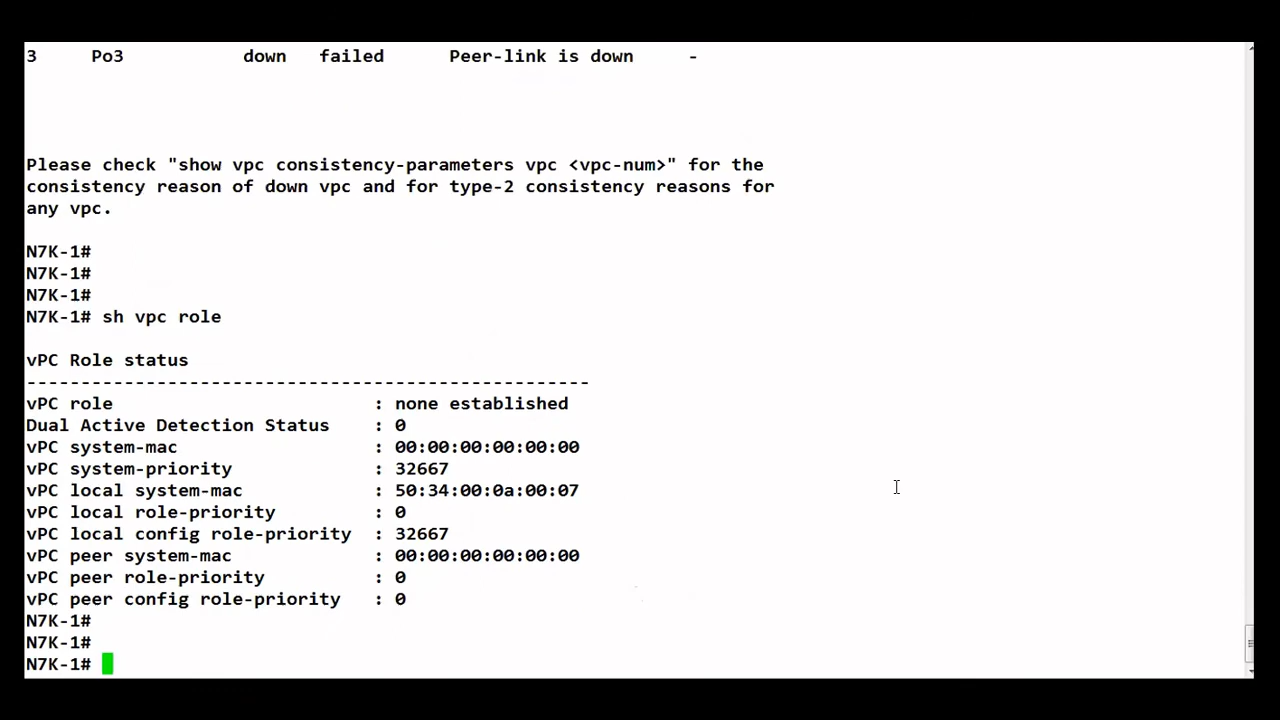 3     Po3           down   failed      Peer-link is down     -
Please check "show vpc consistency-parameters vpc <vpc-num>" for the
consistency reason of down vpc and for type-2 consistency reasons for
any vpc.
N7K-1#
N7K-1#
N7K-1#
N7K-1# sh vpc role
vPC Role status
----------------------------------------------------
vPC role                        : none established
Dual Active Detection Status    : 0
vPC system-mac                  : 00:00:00:00:00:00
vPC system-priority             : 32667
vPC local system-mac            : 50:34:00:0a:00:07
vPC local role-priority         : 0
vPC local config role-priority  : 32667
vPC peer system-mac             : 00:00:00:00:00:00
vPC peer role-priority          : 0
vPC peer config role-priority   : 0
N7K-1#
N7K-1#
N7K-1#